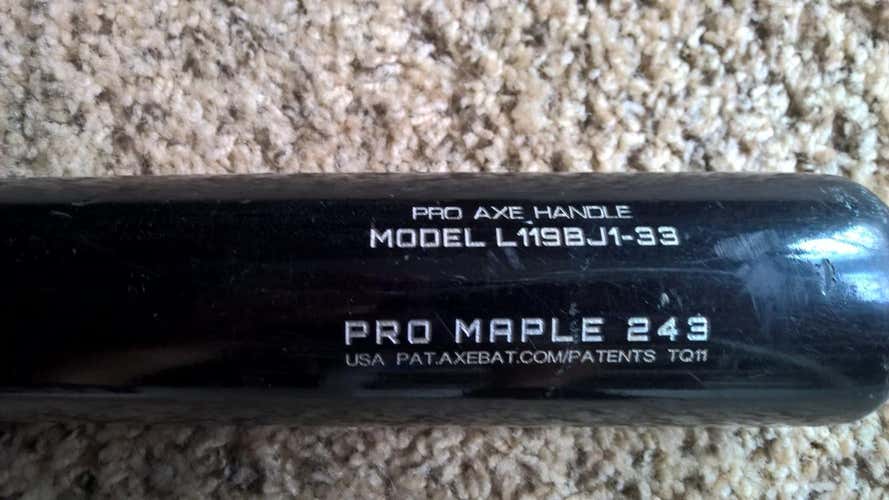 PRO AXE HANDLE
MODEL L119BJ1-33
PRO MAPLE 243
USA PAT.AXEBAT.COM/PATENTS TQ11